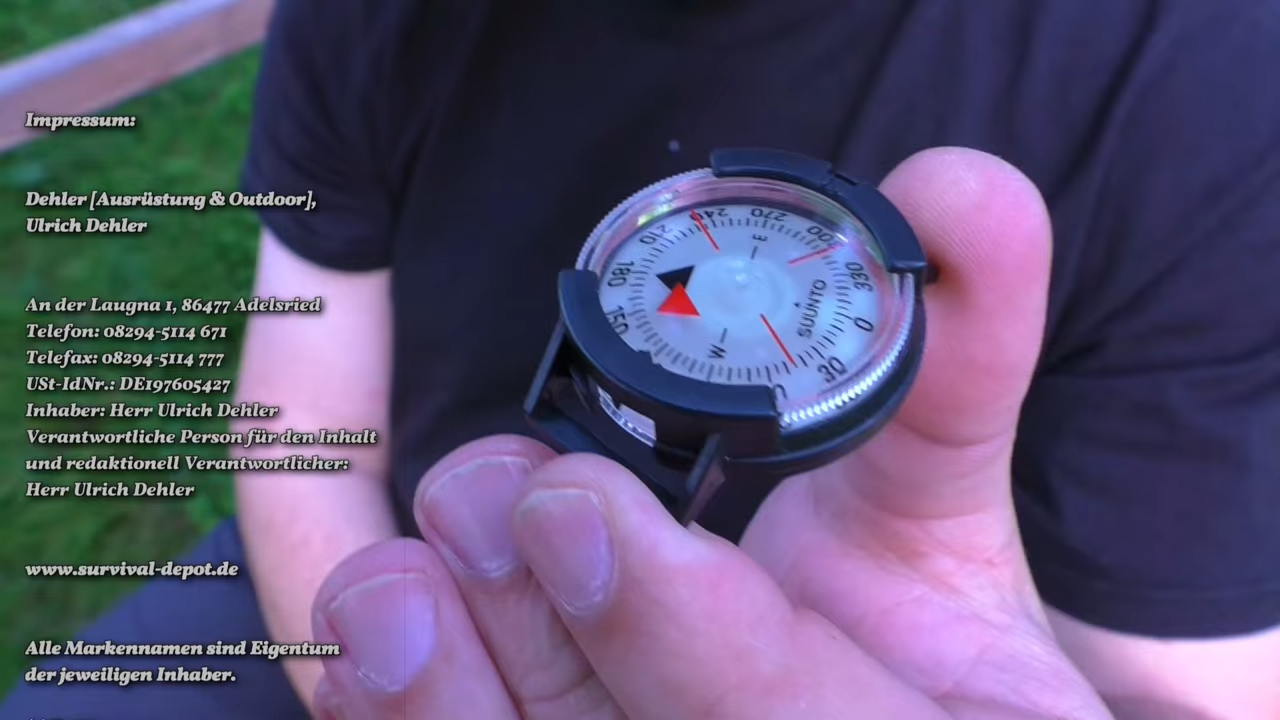 Impressum:
Dehler [Ausrüstung & Outdoor],
Ulrich Dehler
An der Laugna 1, 86477 Adelsried
Telefon: 08294-5114 671
Telefax: 08294-5114 777
USt-IdNr.: DE197605427
Inhaber: Herr Ulrich Dehler
Verantwortliche Person für den Inhalt
und redaktionell Verantwortlicher:
Herr Ulrich Dehler
www.survival-depot.de
Alle Markennamen sind Eigentum
der jeweiligen Inhaber.
150
180
210
240
270
300
330
0
30
E
W
SUUNTO